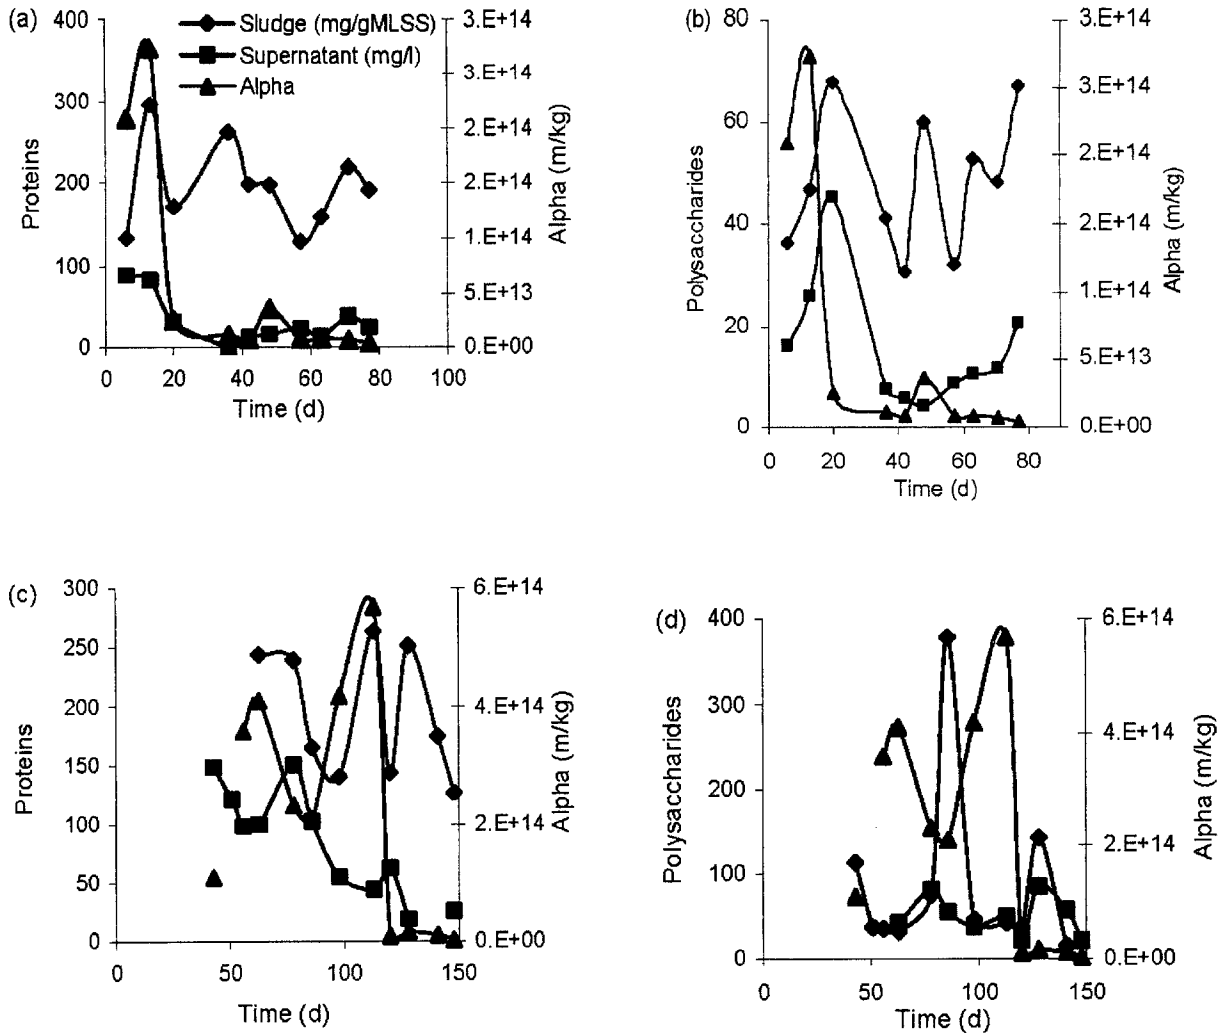 (a)
Sludge (mg/gMLSS)
Supernatant (mg/l)
Alpha
400
300
200
100
0
Proteins
3.E+14
3.E+14
2.E+14
2.E+14
1.E+14
5.E+13
0.E+00
Alpha (m/kg)
0 20 40 60 80 100
Time (d)
(b)
80
60
40
20
0
Polysaccharides
3.E+14
3.E+14
2.E+14
2.E+14
1.E+14
5.E+13
0.E+00
Alpha (m/kg)
0 20 40 60 80
Time (d)
(c)
300
250
200
150
100
50
0
Proteins
6.E+14
4.E+14
2.E+14
0.E+00
Alpha (m/kg)
0 50 100 150
Time (d)
(d)
400
300
200
100
0
Polysaccharides
6.E+14
4.E+14
2.E+14
0.E+00
Alpha (m/kg)
0 50 100 150
Time (d)